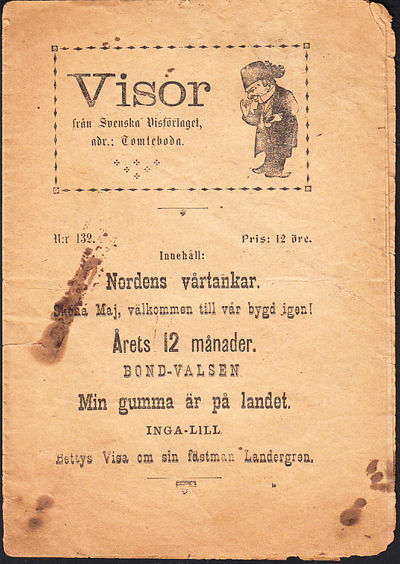 Visor
från Svenska Visförlaget,
adr.: Tomteboda.
N:r 132. Pris: 12 öre.
Innehåll:
Nordens vårtankar.
Sköna Maj, välkommen till vår bygd igen!
Årets 12 månader.
BOND-VALSEN
Min gumma är på landet.
INGA-LILL.
Bettys Visa om sin fästman Landergren.